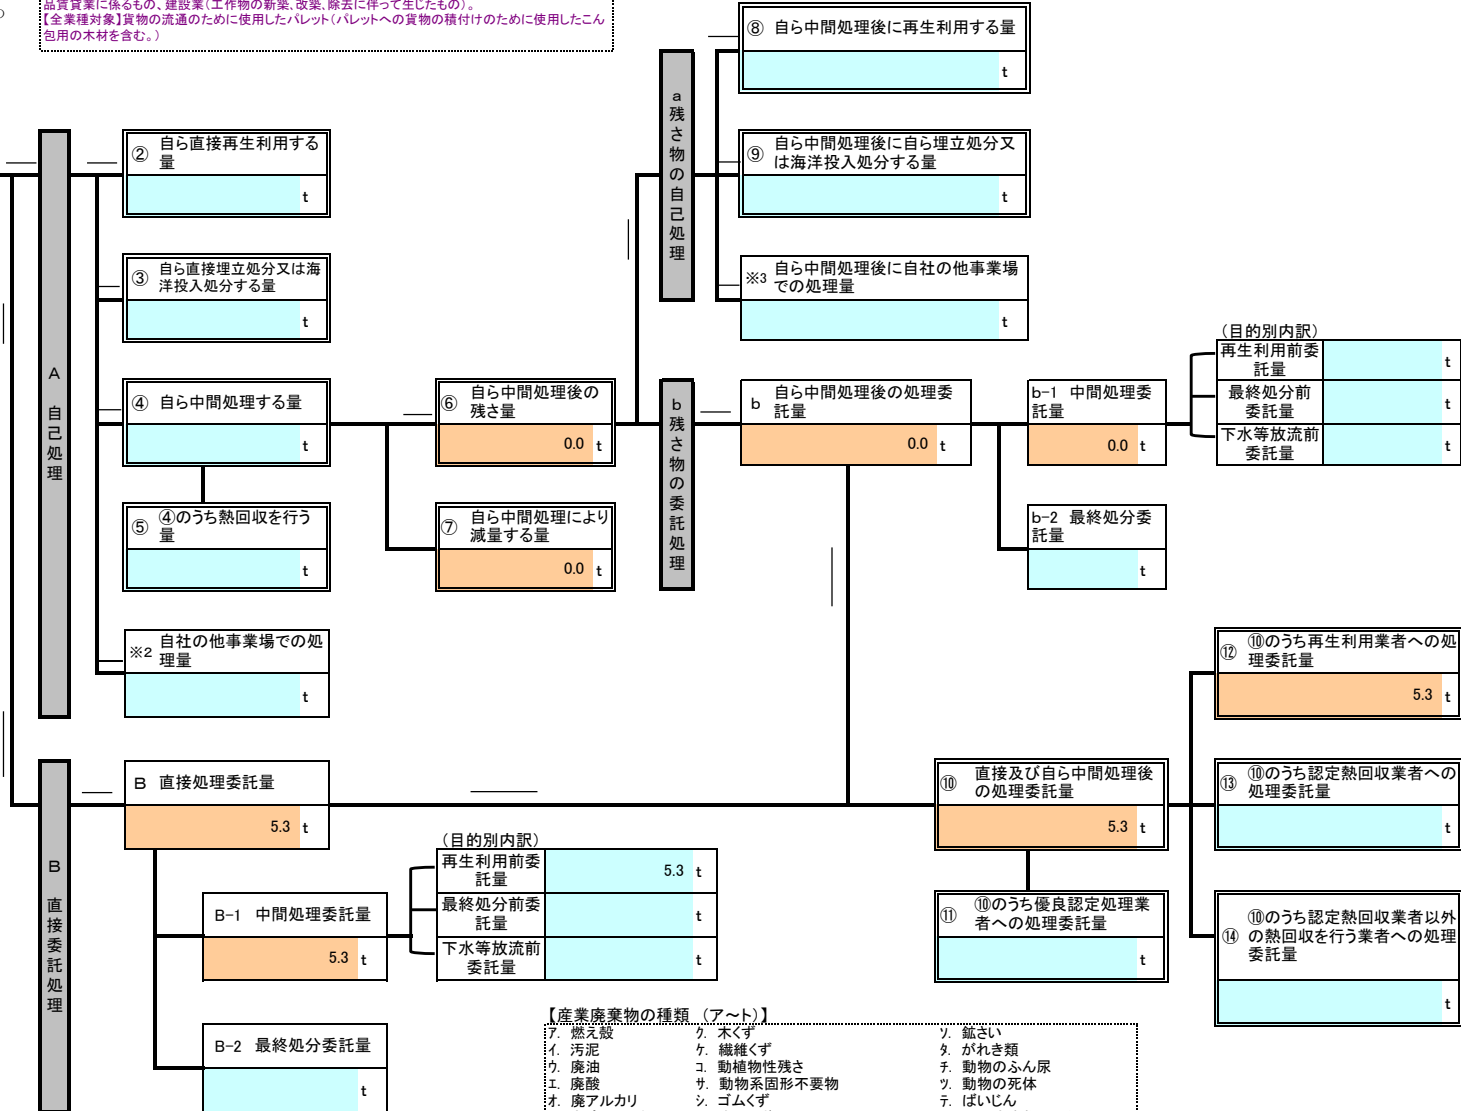 品賃貸業に係るもの、建設業(工作物の新築、改築、除去に伴って生じたもの)。
【全業種対象】貨物の流通のために使用したパレット(パレットへの貨物の積付けのために使用したこん
包用の木材を含む。)
⑧ 自ら中間処理後に再生利用する量
t
a 残さ物の自己処理
② 自ら直接再生利用する
量
t
⑨ 自ら中間処理後に自ら埋立処分又
は海洋投入処分する量
t
③ 自ら直接埋立処分又は海
洋投入処分する量
t
※3 自ら中間処理後に自社の他事業場
での処理量
t
A 自己処理
④ 自ら中間処理する量
t
⑥ 自ら中間処理後の
残さ量
0.0 t
b 残さ物の委託処理
b 自ら中間処理後の処理委
託量
0.0 t
b-1 中間処理委
託量
0.0 t
(目的別内訳)
再生利用前委
託量
t
最終処分前
委託量
t
下水等放流前
委託量
t
⑤ ④のうち熱回収を行う
量
t
⑦ 自ら中間処理により
減量する量
0.0 t
b-2 最終処分委
託量
t
※2 自社の他事業場での処
理量
t
⑫ ⑩のうち再生利用業者への処
理委託量
5.3 t
B 直接委託処理
B 直接処理委託量
5.3 t
⑩ 直接及び自ら中間処理後
の処理委託量
5.3 t
⑬ ⑩のうち認定熱回収業者への
処理委託量
t
(目的別内訳)
再生利用前委
託量
5.3 t
最終処分前委
託量
t
下水等放流前
委託量
t
B-1 中間処理委託量
5.3 t
⑪ ⑩のうち優良認定処理業
者への処理委託量
t
⑭ ⑩のうち認定熱回収業者以外
の熱回収を行う業者への処理
委託量
t
B-2 最終処分委託量
t
【産業廃棄物の種類 (ア~ト)】
ア. 燃え殻 ク. 木くず ソ. 鉱さい
イ. 汚泥 ケ. 繊維くず タ. がれき類
ウ. 廃油 コ. 動植物性残さ チ. 動物のふん尿
エ. 廃酸 サ. 動物系固形不要物 ツ. 動物の死体
オ. 廃アルカリ シ. ゴムくず テ. ばいじん